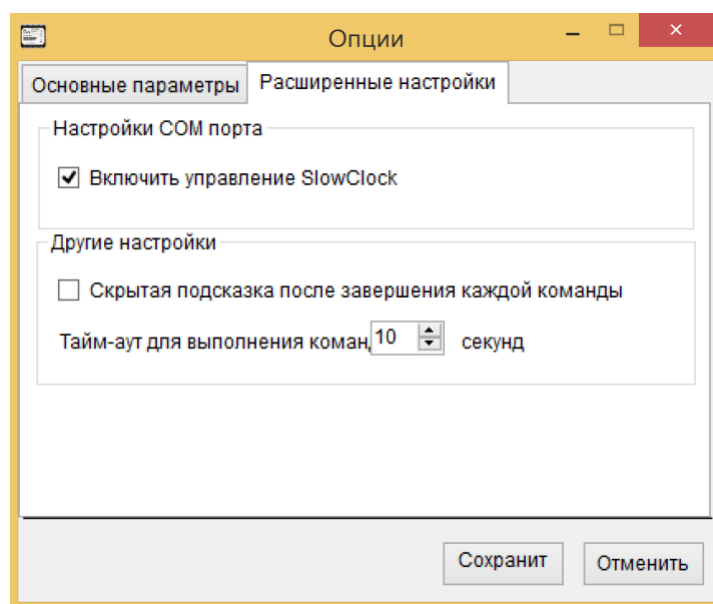 Опции
Основные параметры Расширенные настройки
Настройки COM порта
Включить управление SlowClock
Другие настройки
Скрытая подсказка после завершения каждой команды
Тайм-аут для выполнения коман, 10 секунд
Сохранит Отменить